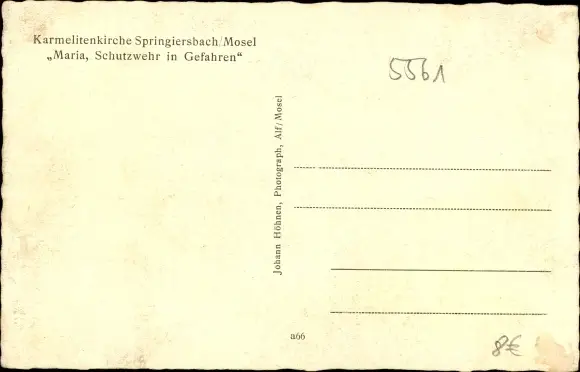 Karmelitenkirche Springiersbach/Mosel
„Maria, Schutzwehr in Gefahren“
5561
Johann Höhnen, Photograph, Alf/Mosel
a66
8€